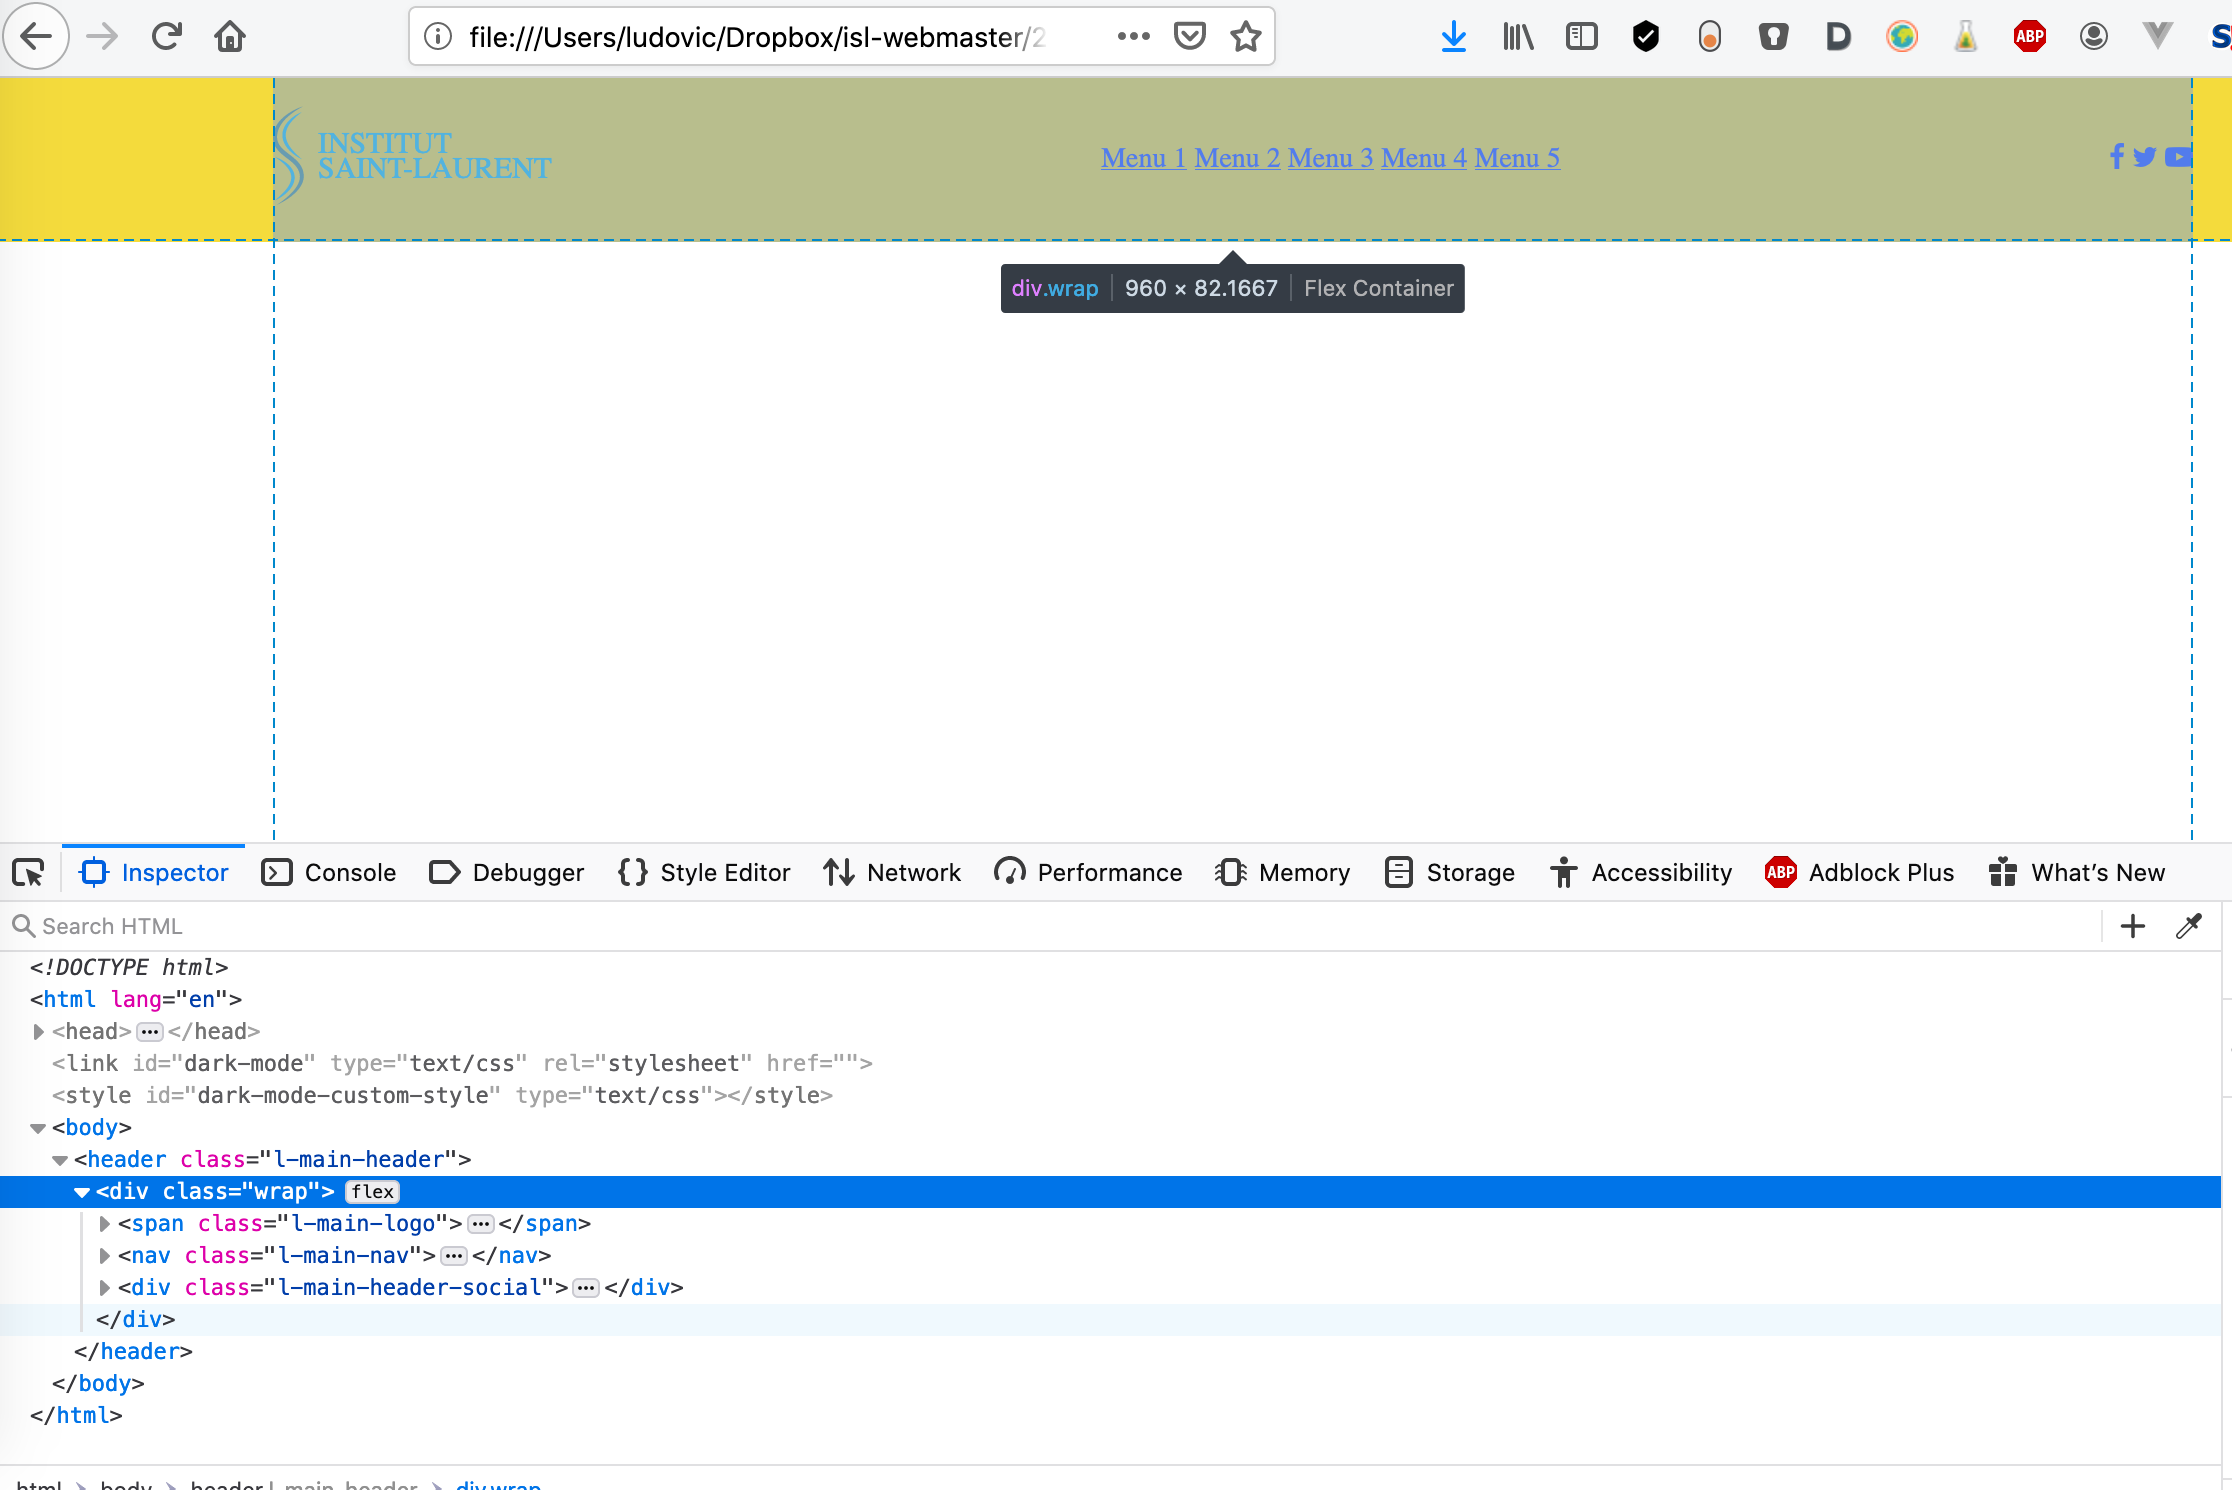 file:///Users/ludovic/Dropbox/isl-webmaster/2
D
ABP
INSTITUT
SAINT-LAURENT
Menu 1 Menu 2 Menu 3 Menu 4 Menu 5
div.wrap 960 × 82.1667 Flex Container
Inspector Console Debugger Style Editor Network Performance Memory Storage Accessibility ABP Adblock Plus What’s New
Search HTML
<!DOCTYPE html>
<html lang="en">
<head>•••</head>
<link id="dark-mode" type="text/css" rel="stylesheet" href="">
<style id="dark-mode-custom-style" type="text/css"></style>
<body>
<header class="l-main-header">
<div class="wrap"> flex
<span class="l-main-logo">•••</span>
<nav class="l-main-nav">•••</nav>
<div class="l-main-header-social">•••</div>
</div>
</header>
</body>
</html>
html > body > header.l-main-header > div.wrap